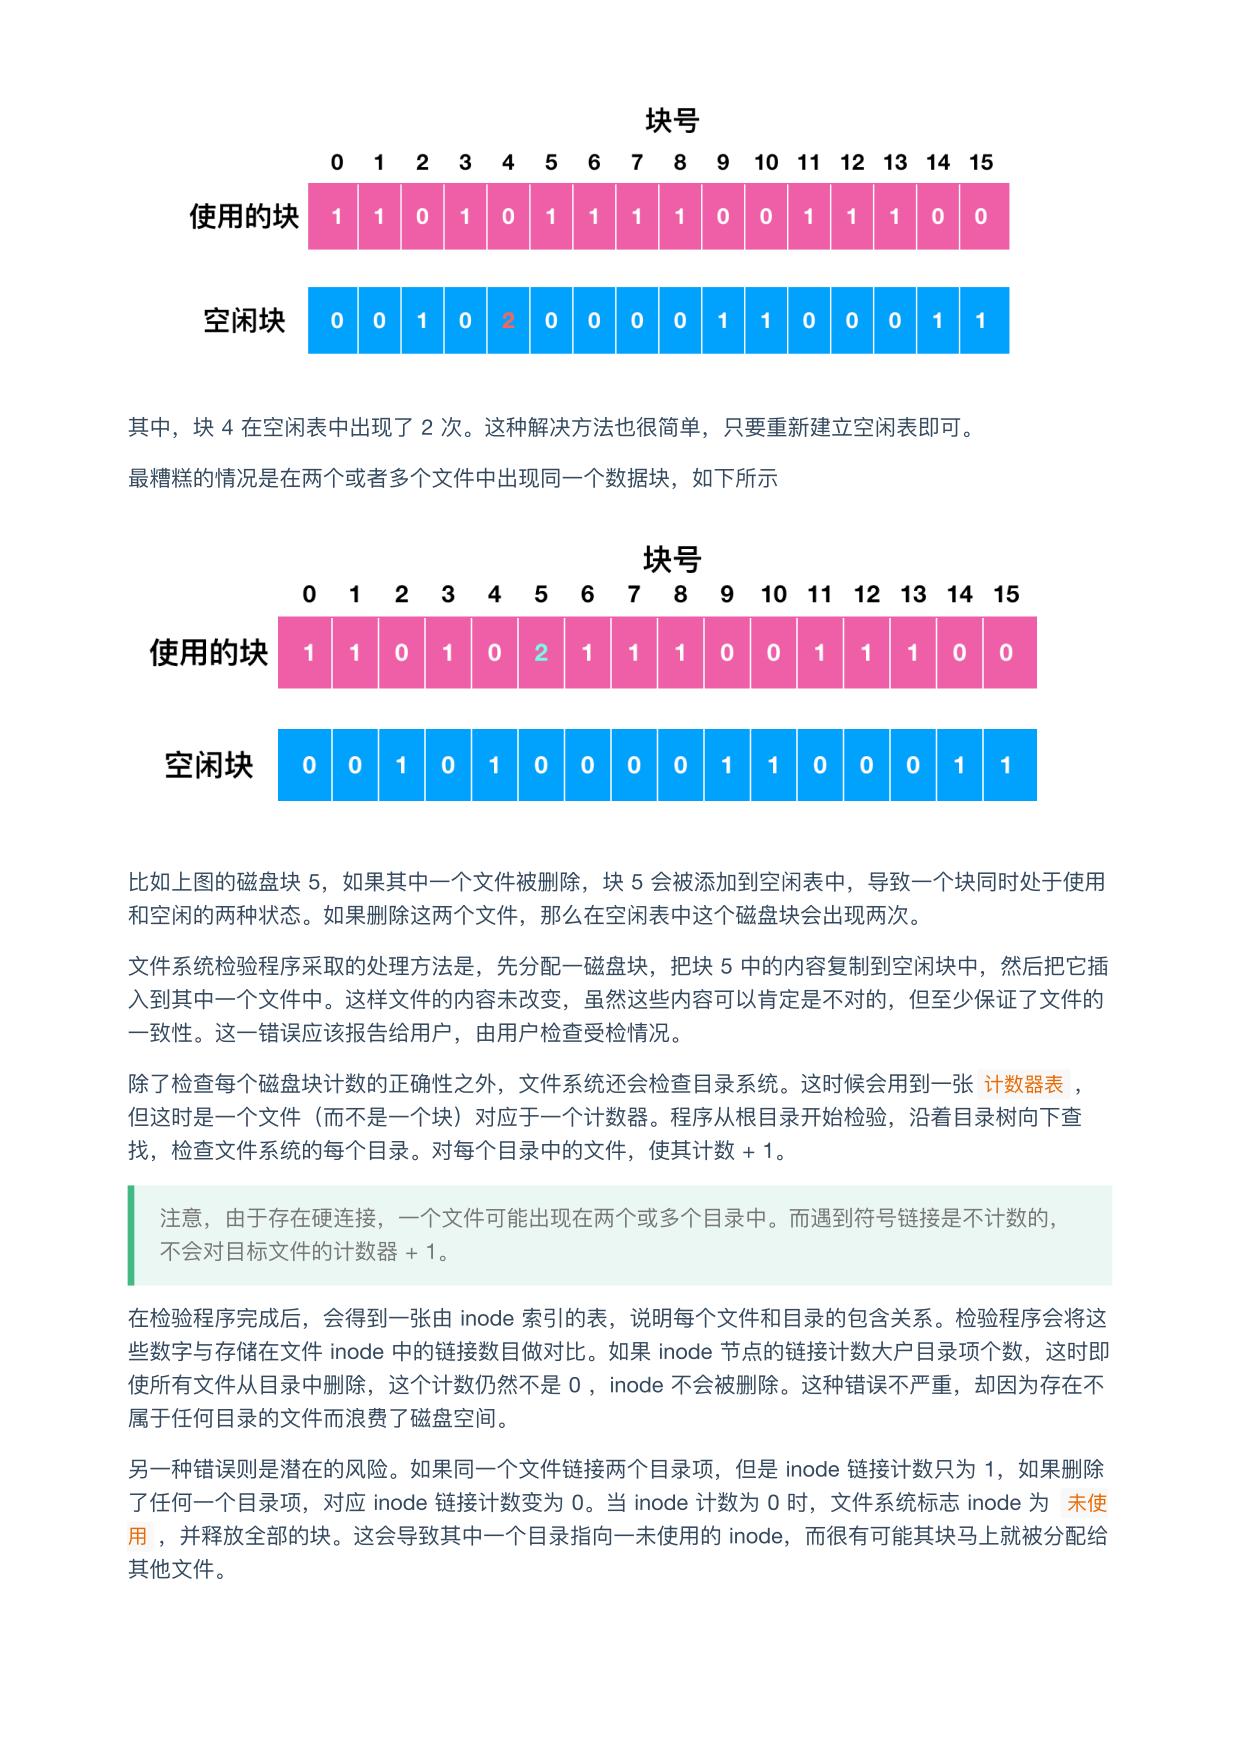 块号
0 1 2 3 4 5 6 7 8 9 10 11 12 13 14 15
使用的块 1 1 0 1 0 1 1 1 1 0 0 1 1 1 0 0
空闲块 0 0 1 0 2 0 0 0 0 1 1 0 0 0 1 1
其中，块 4 在空闲表中出现了 2 次。这种解决方法也很简单，只要重新建立空闲表即可。
最糟糕的情况是在两个或者多个文件中出现同一个数据块，如下所示
块号
0 1 2 3 4 5 6 7 8 9 10 11 12 13 14 15
使用的块 1 1 0 1 0 2 1 1 1 0 0 1 1 1 0 0
空闲块 0 0 1 0 1 0 0 0 0 1 1 0 0 0 1 1
比如上图的磁盘块 5，如果其中一个文件被删除，块 5 会被添加到空闲表中，导致一个块同时处于使用
和空闲的两种状态。如果删除这两个文件，那么在空闲表中这个磁盘块会出现两次。
文件系统检验程序采取的处理方法是，先分配一磁盘块，把块 5 中的内容复制到空闲块中，然后把它插
入到其中一个文件中。这样文件的内容未改变，虽然这些内容可以肯定是不对的，但至少保证了文件的
一致性。这一错误应该报告给用户，由用户检查受检情况。
除了检查每个磁盘块计数的正确性之外，文件系统还会检查目录系统。这时候会用到一张 计数器表 ，
但这时是一个文件（而不是一个块）对应于一个计数器。程序从根目录开始检验，沿着目录树向下查
找，检查文件系统的每个目录。对每个目录中的文件，使其计数 + 1。
注意，由于存在硬连接，一个文件可能出现在两个或多个目录中。而遇到符号链接是不计数的，
不会对目标文件的计数器 + 1。
在检验程序完成后，会得到一张由 inode 索引的表，说明每个文件和目录的包含关系。检验程序会将这
些数字与存储在文件 inode 中的链接数目做对比。如果 inode 节点的链接计数大户目录项个数，这时即
使所有文件从目录中删除，这个计数仍然不是 0 ，inode 不会被删除。这种错误不严重，却因为存在不
属于任何目录的文件而浪费了磁盘空间。
另一种错误则是潜在的风险。如果同一个文件链接两个目录项，但是 inode 链接计数只为 1，如果删除
了任何一个目录项，对应 inode 链接计数变为 0。当 inode 计数为 0 时，文件系统标志 inode 为 未使
用 ，并释放全部的块。这会导致其中一个目录指向一未使用的 inode，而很有可能其块马上就被分配给
其他文件。